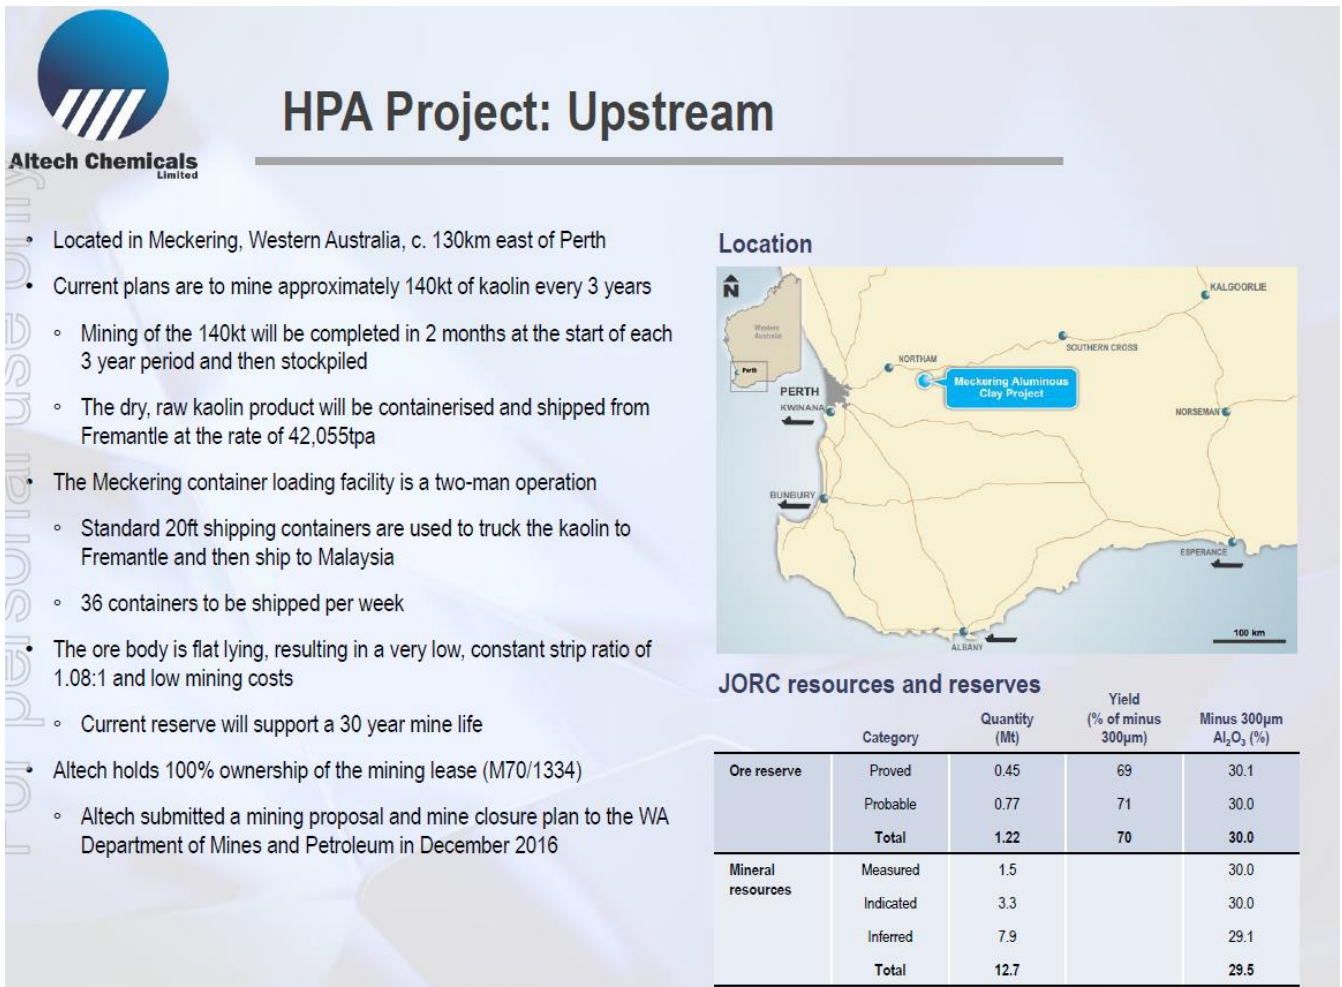 Altech Chemicals
Limited
HPA Project: Upstream
For personal use only
• Located in Meckering, Western Australia, c. 130km east of Perth
• Current plans are to mine approximately 140kt of kaolin every 3 years
° Mining of the 140kt will be completed in 2 months at the start of each
3 year period and then stockpiled
° The dry, raw kaolin product will be containerised and shipped from
Fremantle at the rate of 42,055tpa
• The Meckering container loading facility is a two-man operation
° Standard 20ft shipping containers are used to truck the kaolin to
Fremantle and then ship to Malaysia
° 36 containers to be shipped per week
• The ore body is flat lying, resulting in a very low, constant strip ratio of
1.08:1 and low mining costs
° Current reserve will support a 30 year mine life
• Altech holds 100% ownership of the mining lease (M70/1334)
° Altech submitted a mining proposal and mine closure plan to the WA
Department of Mines and Petroleum in December 2016
Location
N
Western
Australia
Perth
KALGOORLIE
SOUTHERN CROSS
NORTHAM
Meckering Aluminous
Clay Project
PERTH
KWINANA
NORSEMAN
BUNBURY
ESPERANCE
ALBANY
100 km
JORC resources and reserves
Category Quantity (Mt) Yield (% of minus 300µm) Minus 300µm Al₂O₃ (%)
Ore reserve Proved 0.45 69 30.1
Probable 0.77 71 30.0
Total 1.22 70 30.0
Mineral resources Measured 1.5 30.0
Indicated 3.3 30.0
Inferred 7.9 29.1
Total 12.7 29.5